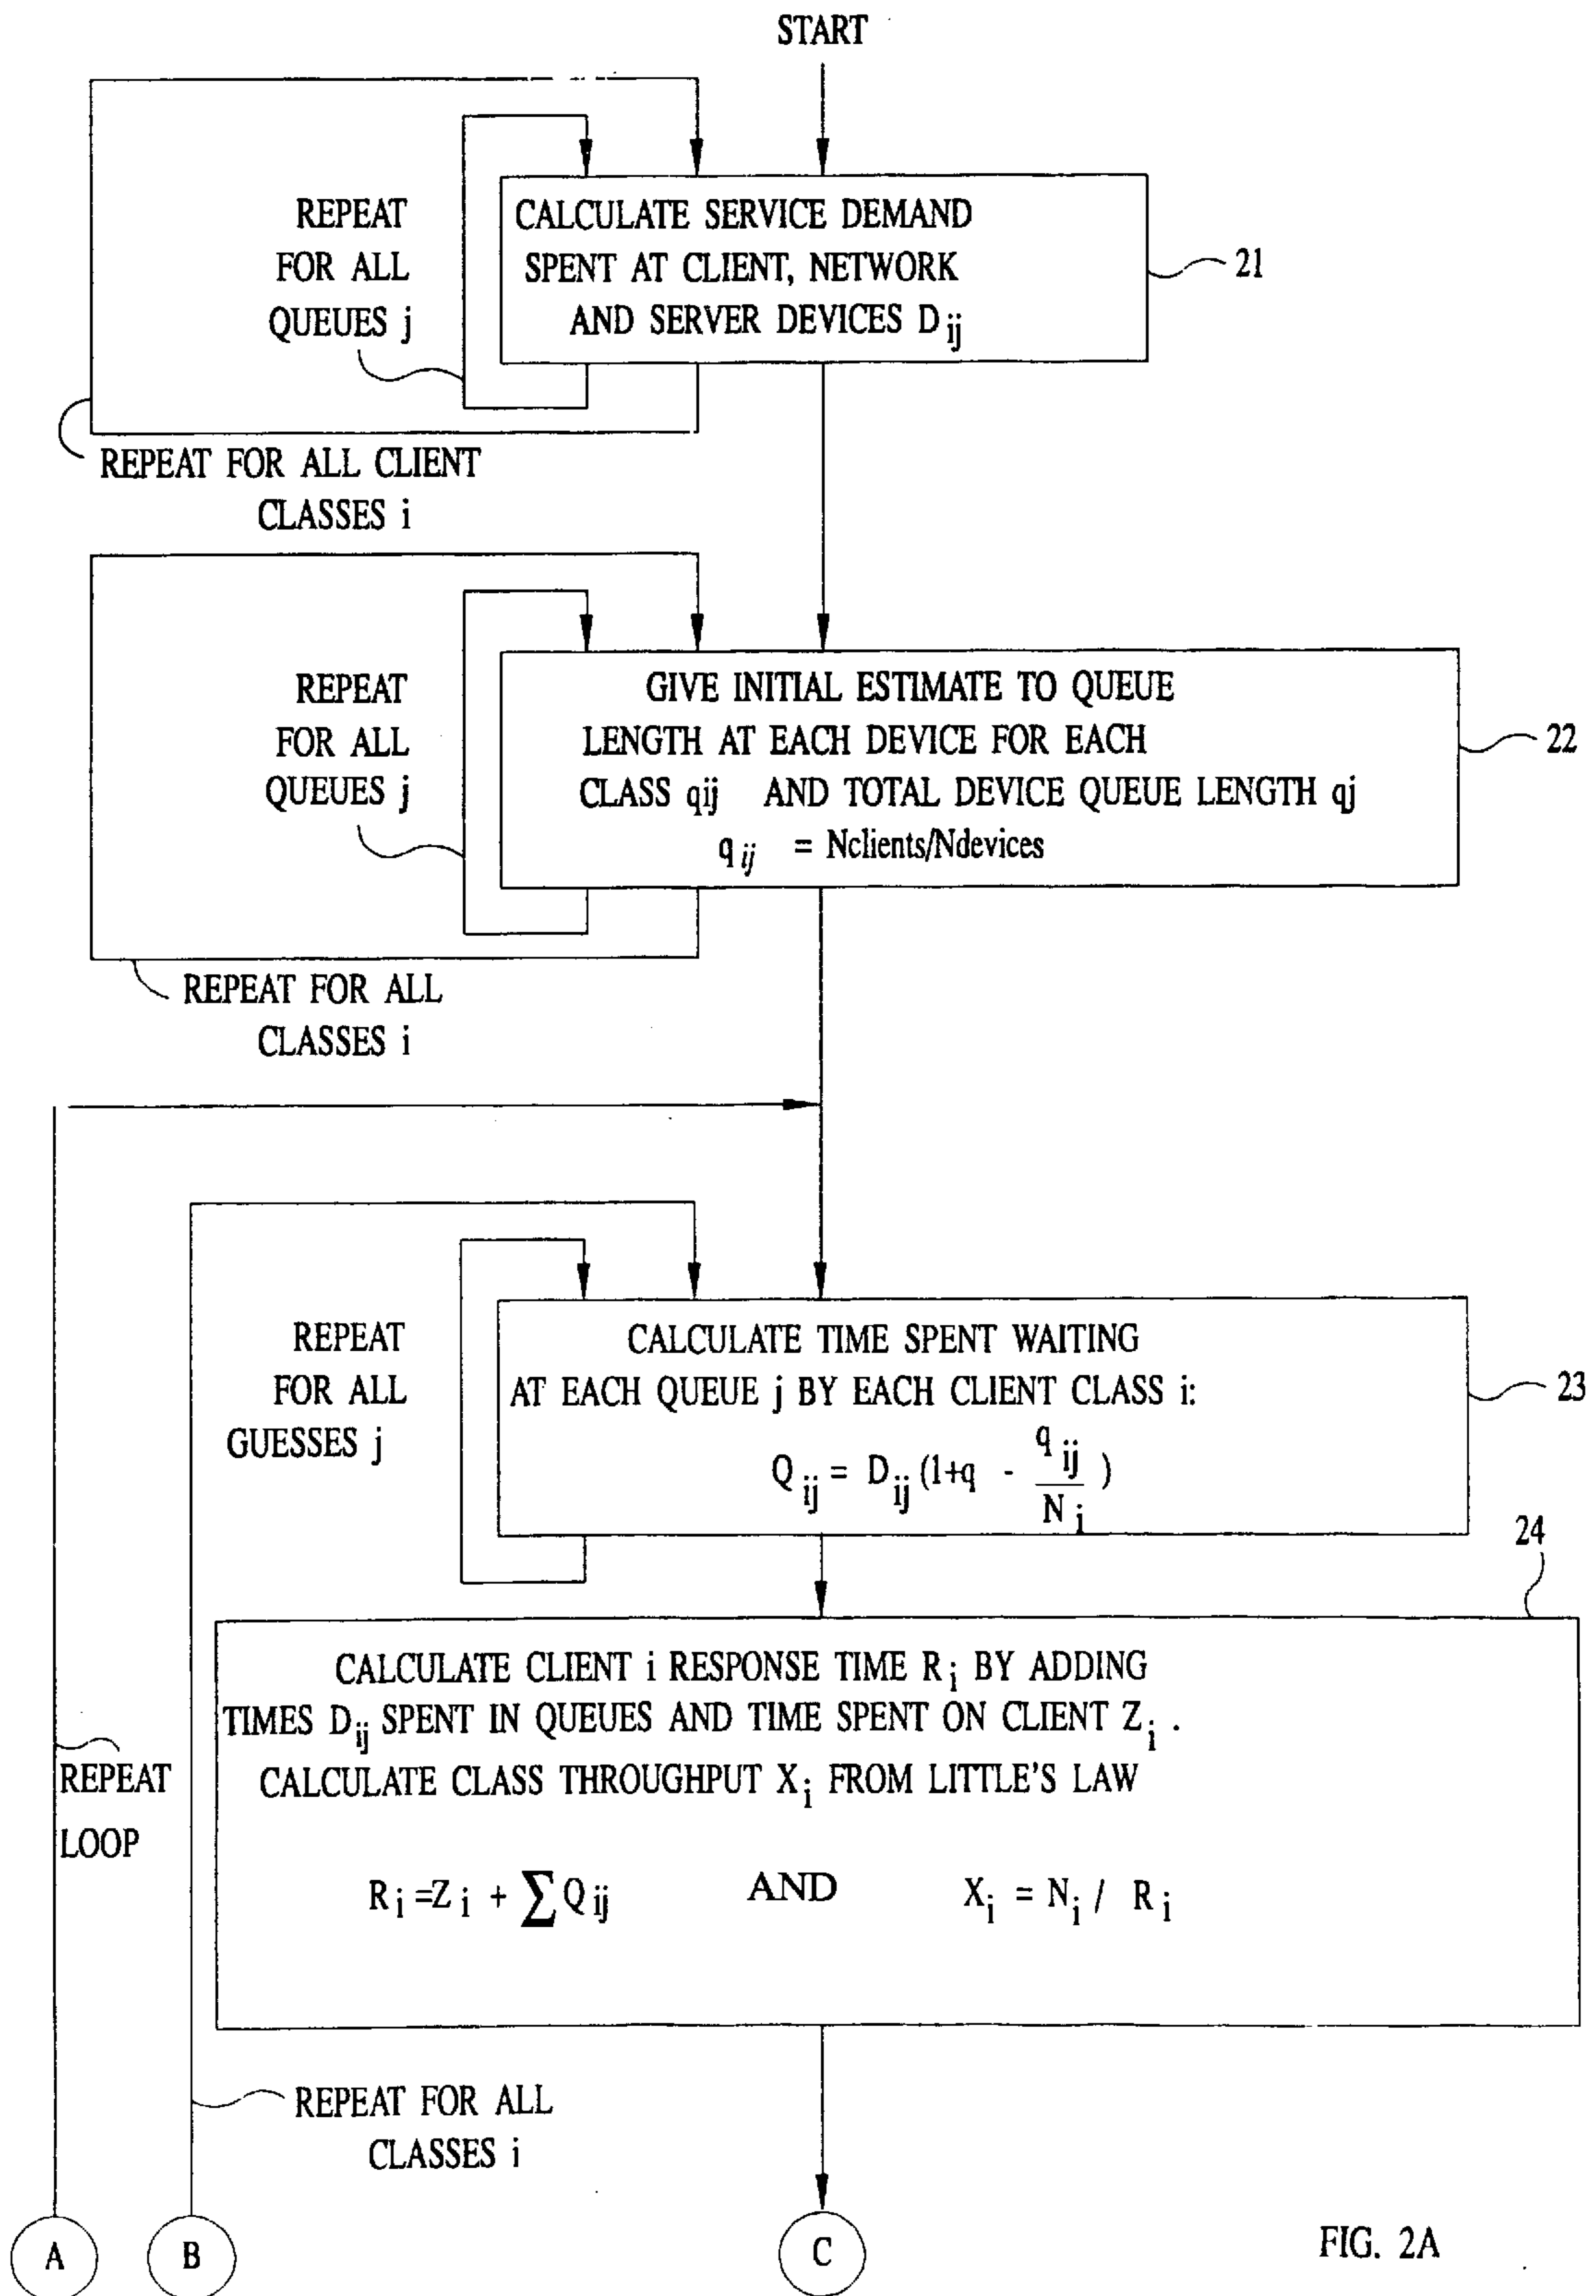 START
REPEAT
FOR ALL
QUEUES j
CALCULATE SERVICE DEMAND
SPENT AT CLIENT, NETWORK
AND SERVER DEVICES D ij
21
REPEAT FOR ALL CLIENT
CLASSES i
REPEAT
FOR ALL
QUEUES j
GIVE INITIAL ESTIMATE TO QUEUE
LENGTH AT EACH DEVICE FOR EACH
CLASS qij AND TOTAL DEVICE QUEUE LENGTH qj
q ij = Nclients/Ndevices
22
REPEAT FOR ALL
CLASSES i
REPEAT
FOR ALL
GUESSES j
CALCULATE TIME SPENT WAITING
AT EACH QUEUE j BY EACH CLIENT CLASS i:
Q ij = D ij (1+q - q ij / N i )
23
24
CALCULATE CLIENT i RESPONSE TIME R i BY ADDING
TIMES D ij SPENT IN QUEUES AND TIME SPENT ON CLIENT Z i .
CALCULATE CLASS THROUGHPUT X i FROM LITTLE'S LAW
R i =Z i + ∑ Q ij AND X i = N i / R i
REPEAT
LOOP
REPEAT FOR ALL
CLASSES i
A
B
C
FIG. 2A